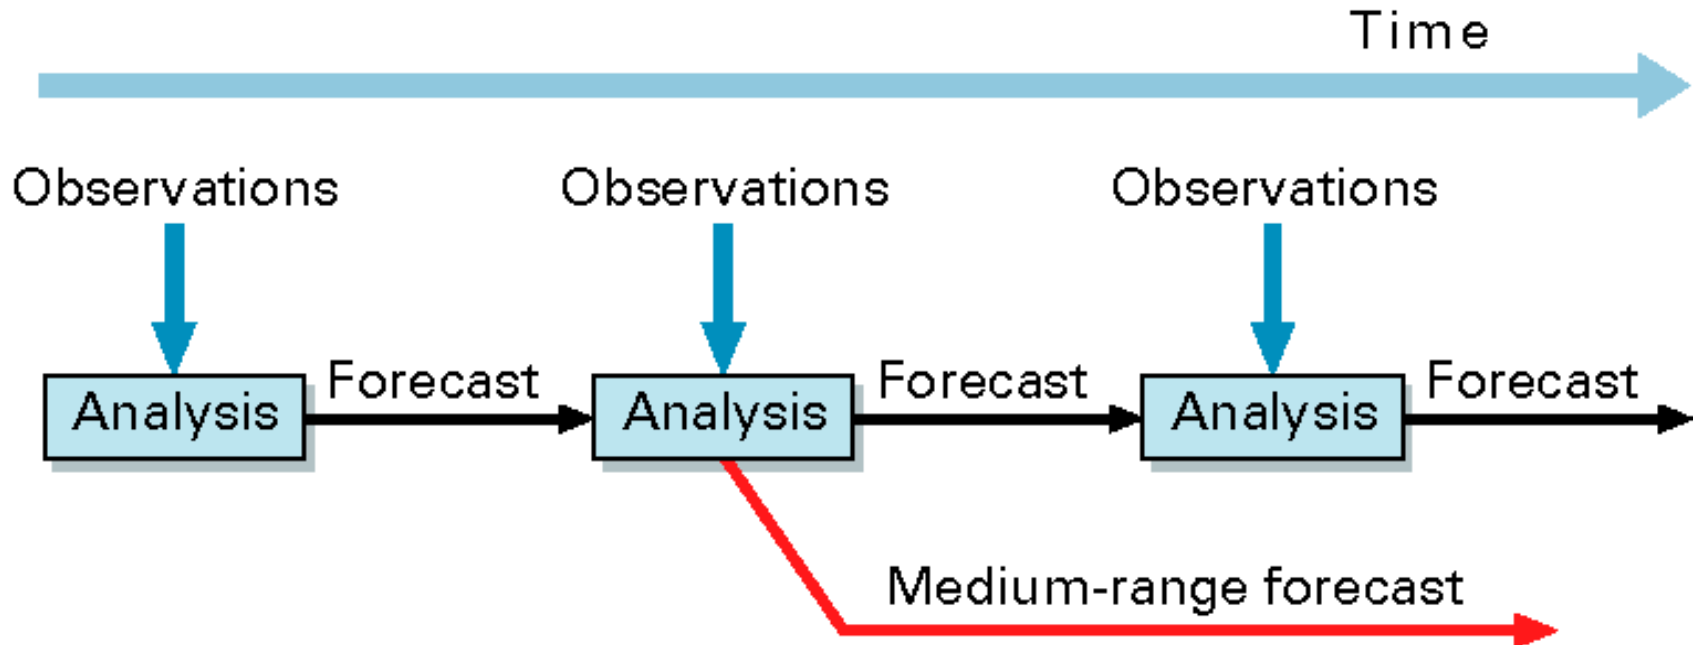 Time
Observations Observations Observations
Analysis Forecast Analysis Forecast Analysis Forecast
Medium-range forecast